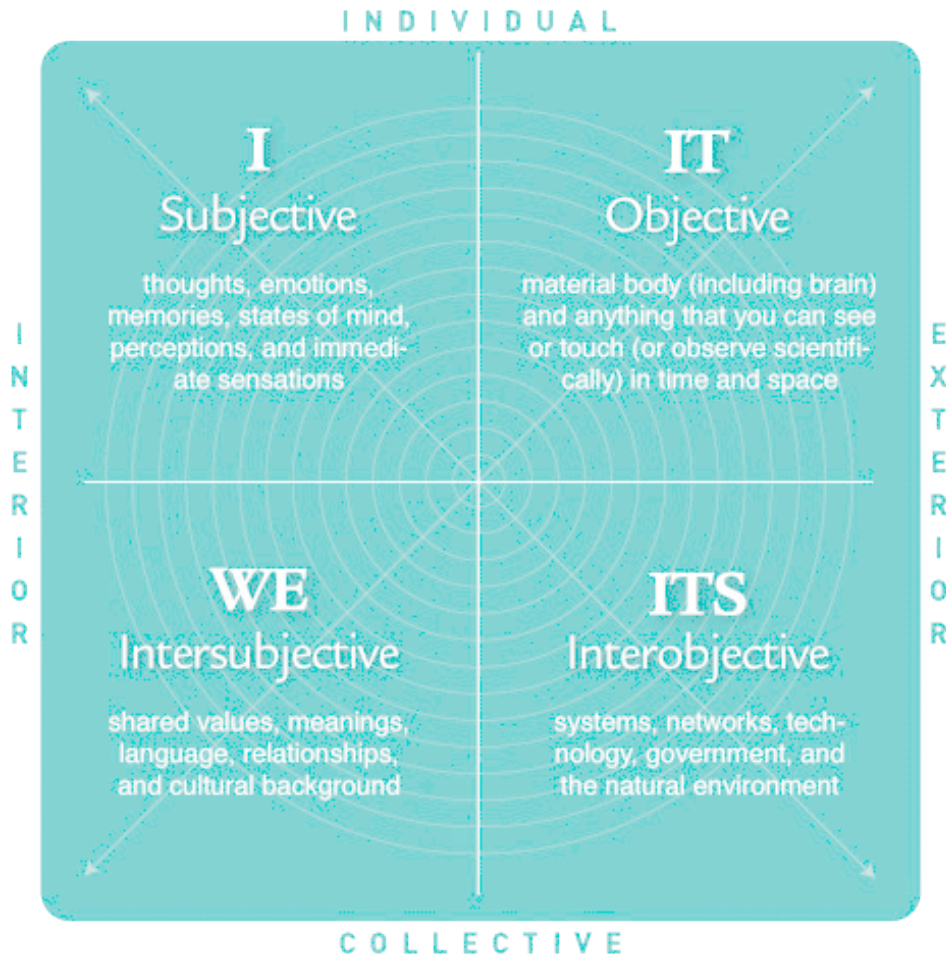 INDIVIDUAL
I
Subjective
thoughts, emotions,
memories, states of mind,
perceptions, and immedi-
ate sensations
IT
Objective
material body (including brain)
and anything that you can see
or touch (or observe scientifi-
cally) in time and space
INTERIOR
EXTERIOR
WE
Intersubjective
shared values, meanings,
language, relationships,
and cultural background
ITS
Interobjective
systems, networks, tech-
nology, government, and
the natural environment
COLLECTIVE